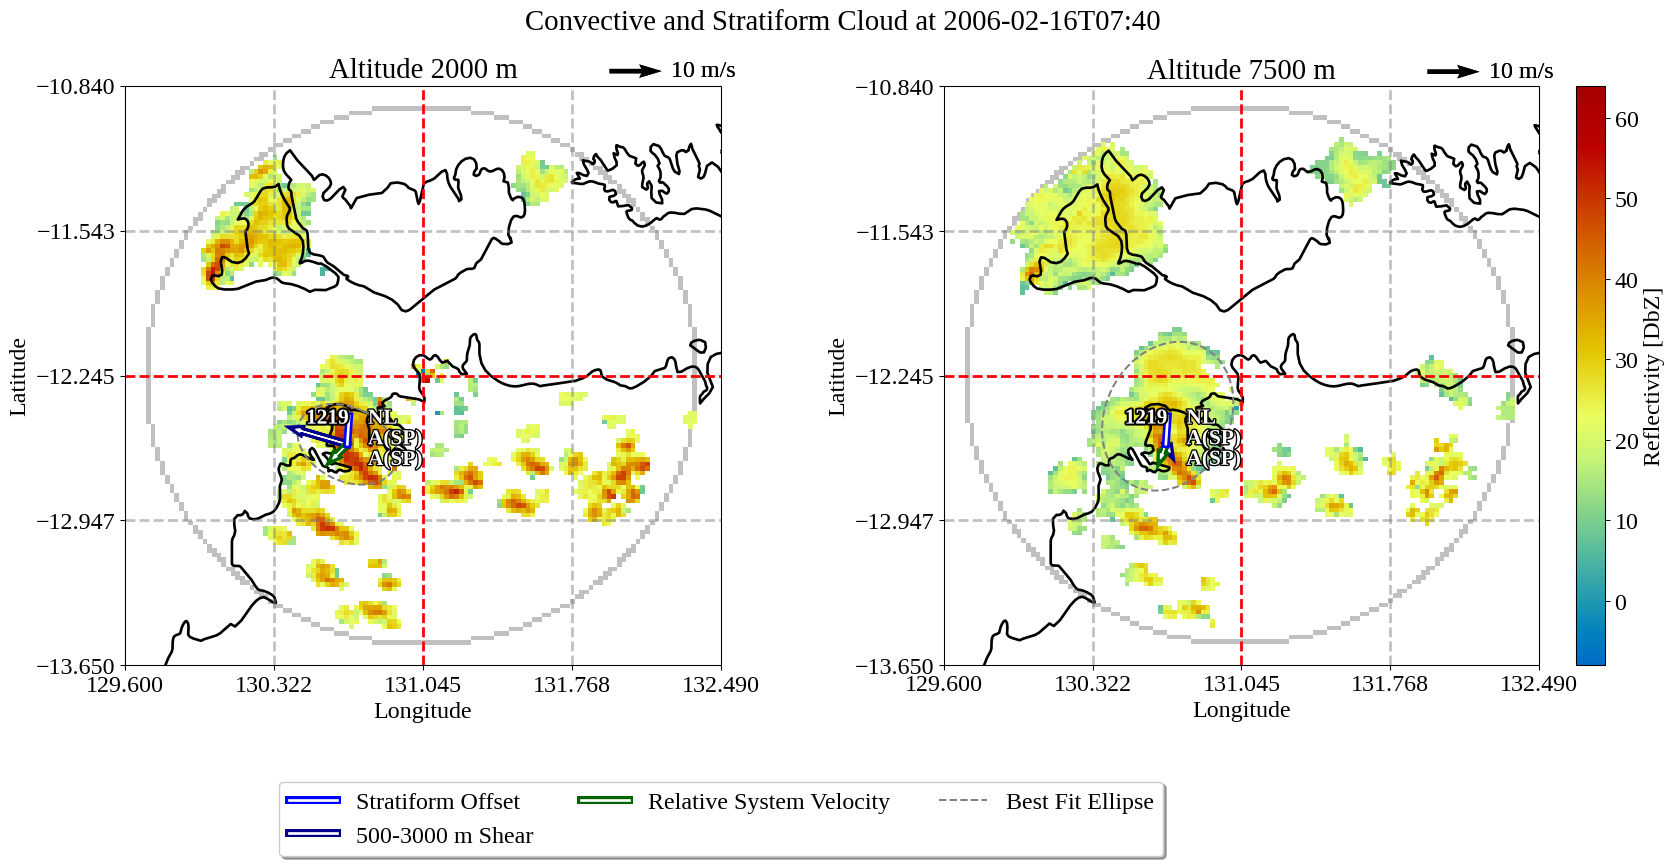 Convective and Stratiform Cloud at 2006-02-16T07:40
Altitude 2000 m
10 m/s
−10.840
−11.543
−12.245
−12.947
−13.650
Latitude
129.600
130.322
131.045
131.768
132.490
Longitude
1219
NL
A(SP)
A(SP)
Altitude 7500 m
10 m/s
−10.840
−11.543
−12.245
−12.947
−13.650
Latitude
129.600
130.322
131.045
131.768
132.490
Longitude
1219
NL
A(SP)
A(SP)
60
50
40
30
20
10
0
Reflectivity [DbZ]
Stratiform Offset
Relative System Velocity
Best Fit Ellipse
500-3000 m Shear